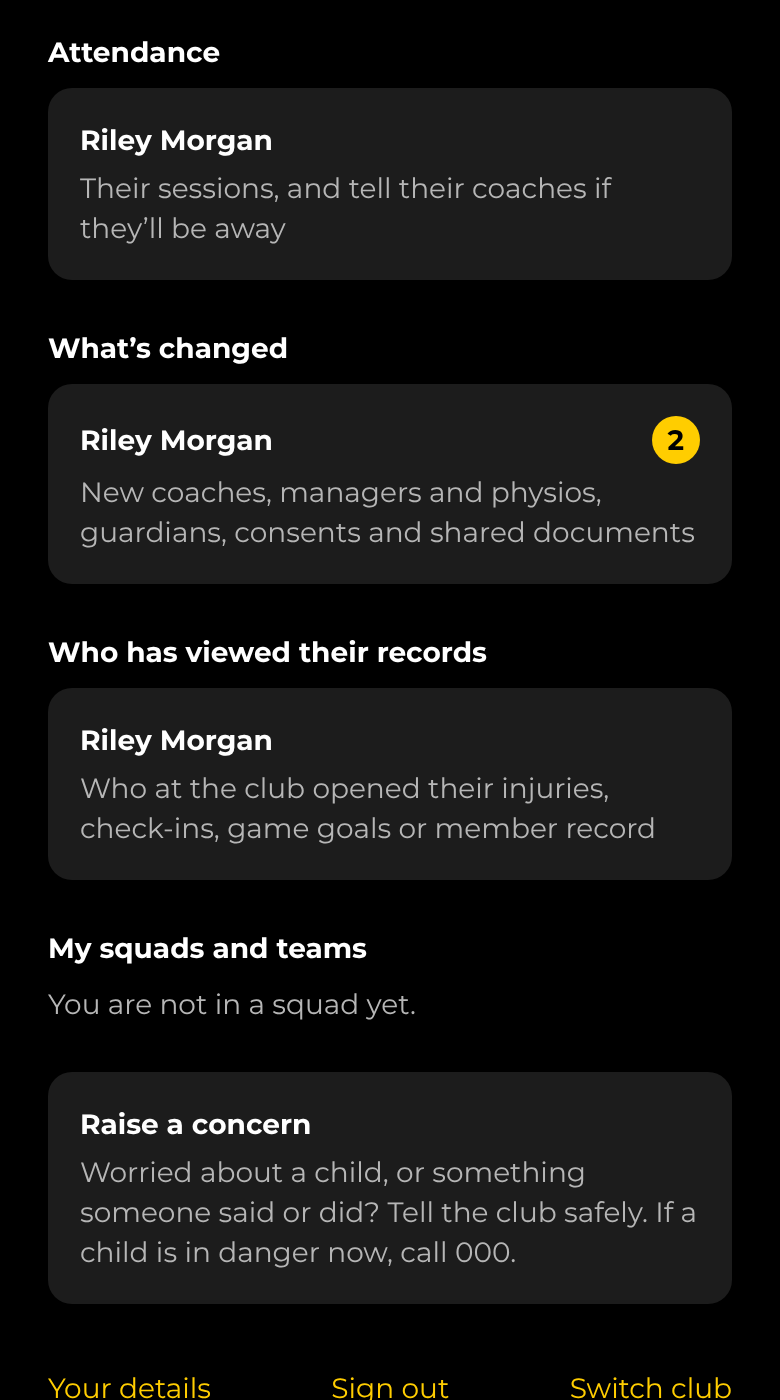 Attendance
Riley Morgan
Their sessions, and tell their coaches if
they’ll be away
What’s changed
Riley Morgan
2
New coaches, managers and physios,
guardians, consents and shared documents
Who has viewed their records
Riley Morgan
Who at the club opened their injuries,
check-ins, game goals or member record
My squads and teams
You are not in a squad yet.
Raise a concern
Worried about a child, or something
someone said or did? Tell the club safely. If a
child is in danger now, call 000.
Your details Sign out Switch club